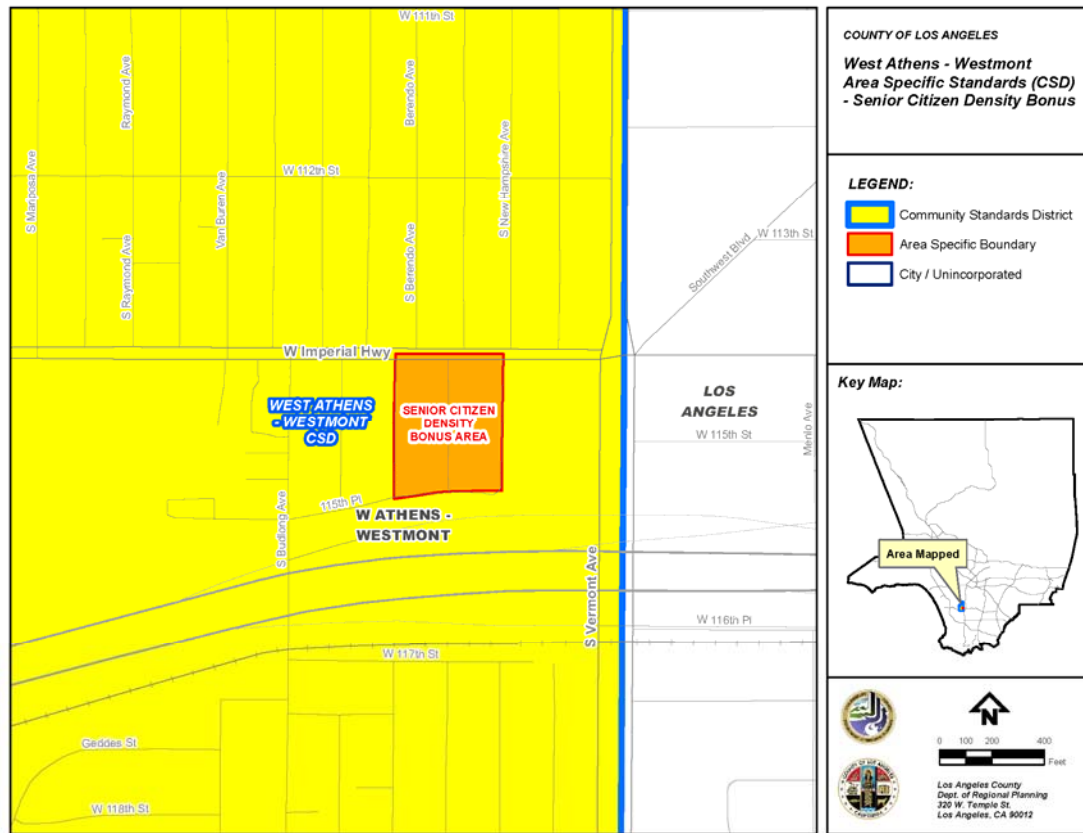 W 111th St
Raymond Ave
Berendo Ave
S Mariposa Ave
Van Buren Ave
S New Hampshire Ave
W 112th St
S Raymond Ave
S Berendo Ave
Southwest Blvd
W 113th St
W Imperial Hwy
WEST ATHENS
- WESTMONT
CSD
SENIOR CITIZEN
DENSITY
BONUS AREA
LOS
ANGELES
W 115th St
Menlo Ave
115th Pl
S Budlong Ave
W ATHENS -
WESTMONT
S Vermont Ave
W 116th Pl
W 117th St
Geddes St
W 118th St
COUNTY OF LOS ANGELES
West Athens - Westmont
Area Specific Standards (CSD)
- Senior Citizen Density Bonus
LEGEND:
Community Standards District
Area Specific Boundary
City / Unincorporated
Key Map:
Area Mapped
N
0 100 200 400
Feet
Los Angeles County
Dept. of Regional Planning
320 W. Temple St.
Los Angeles, CA 90012